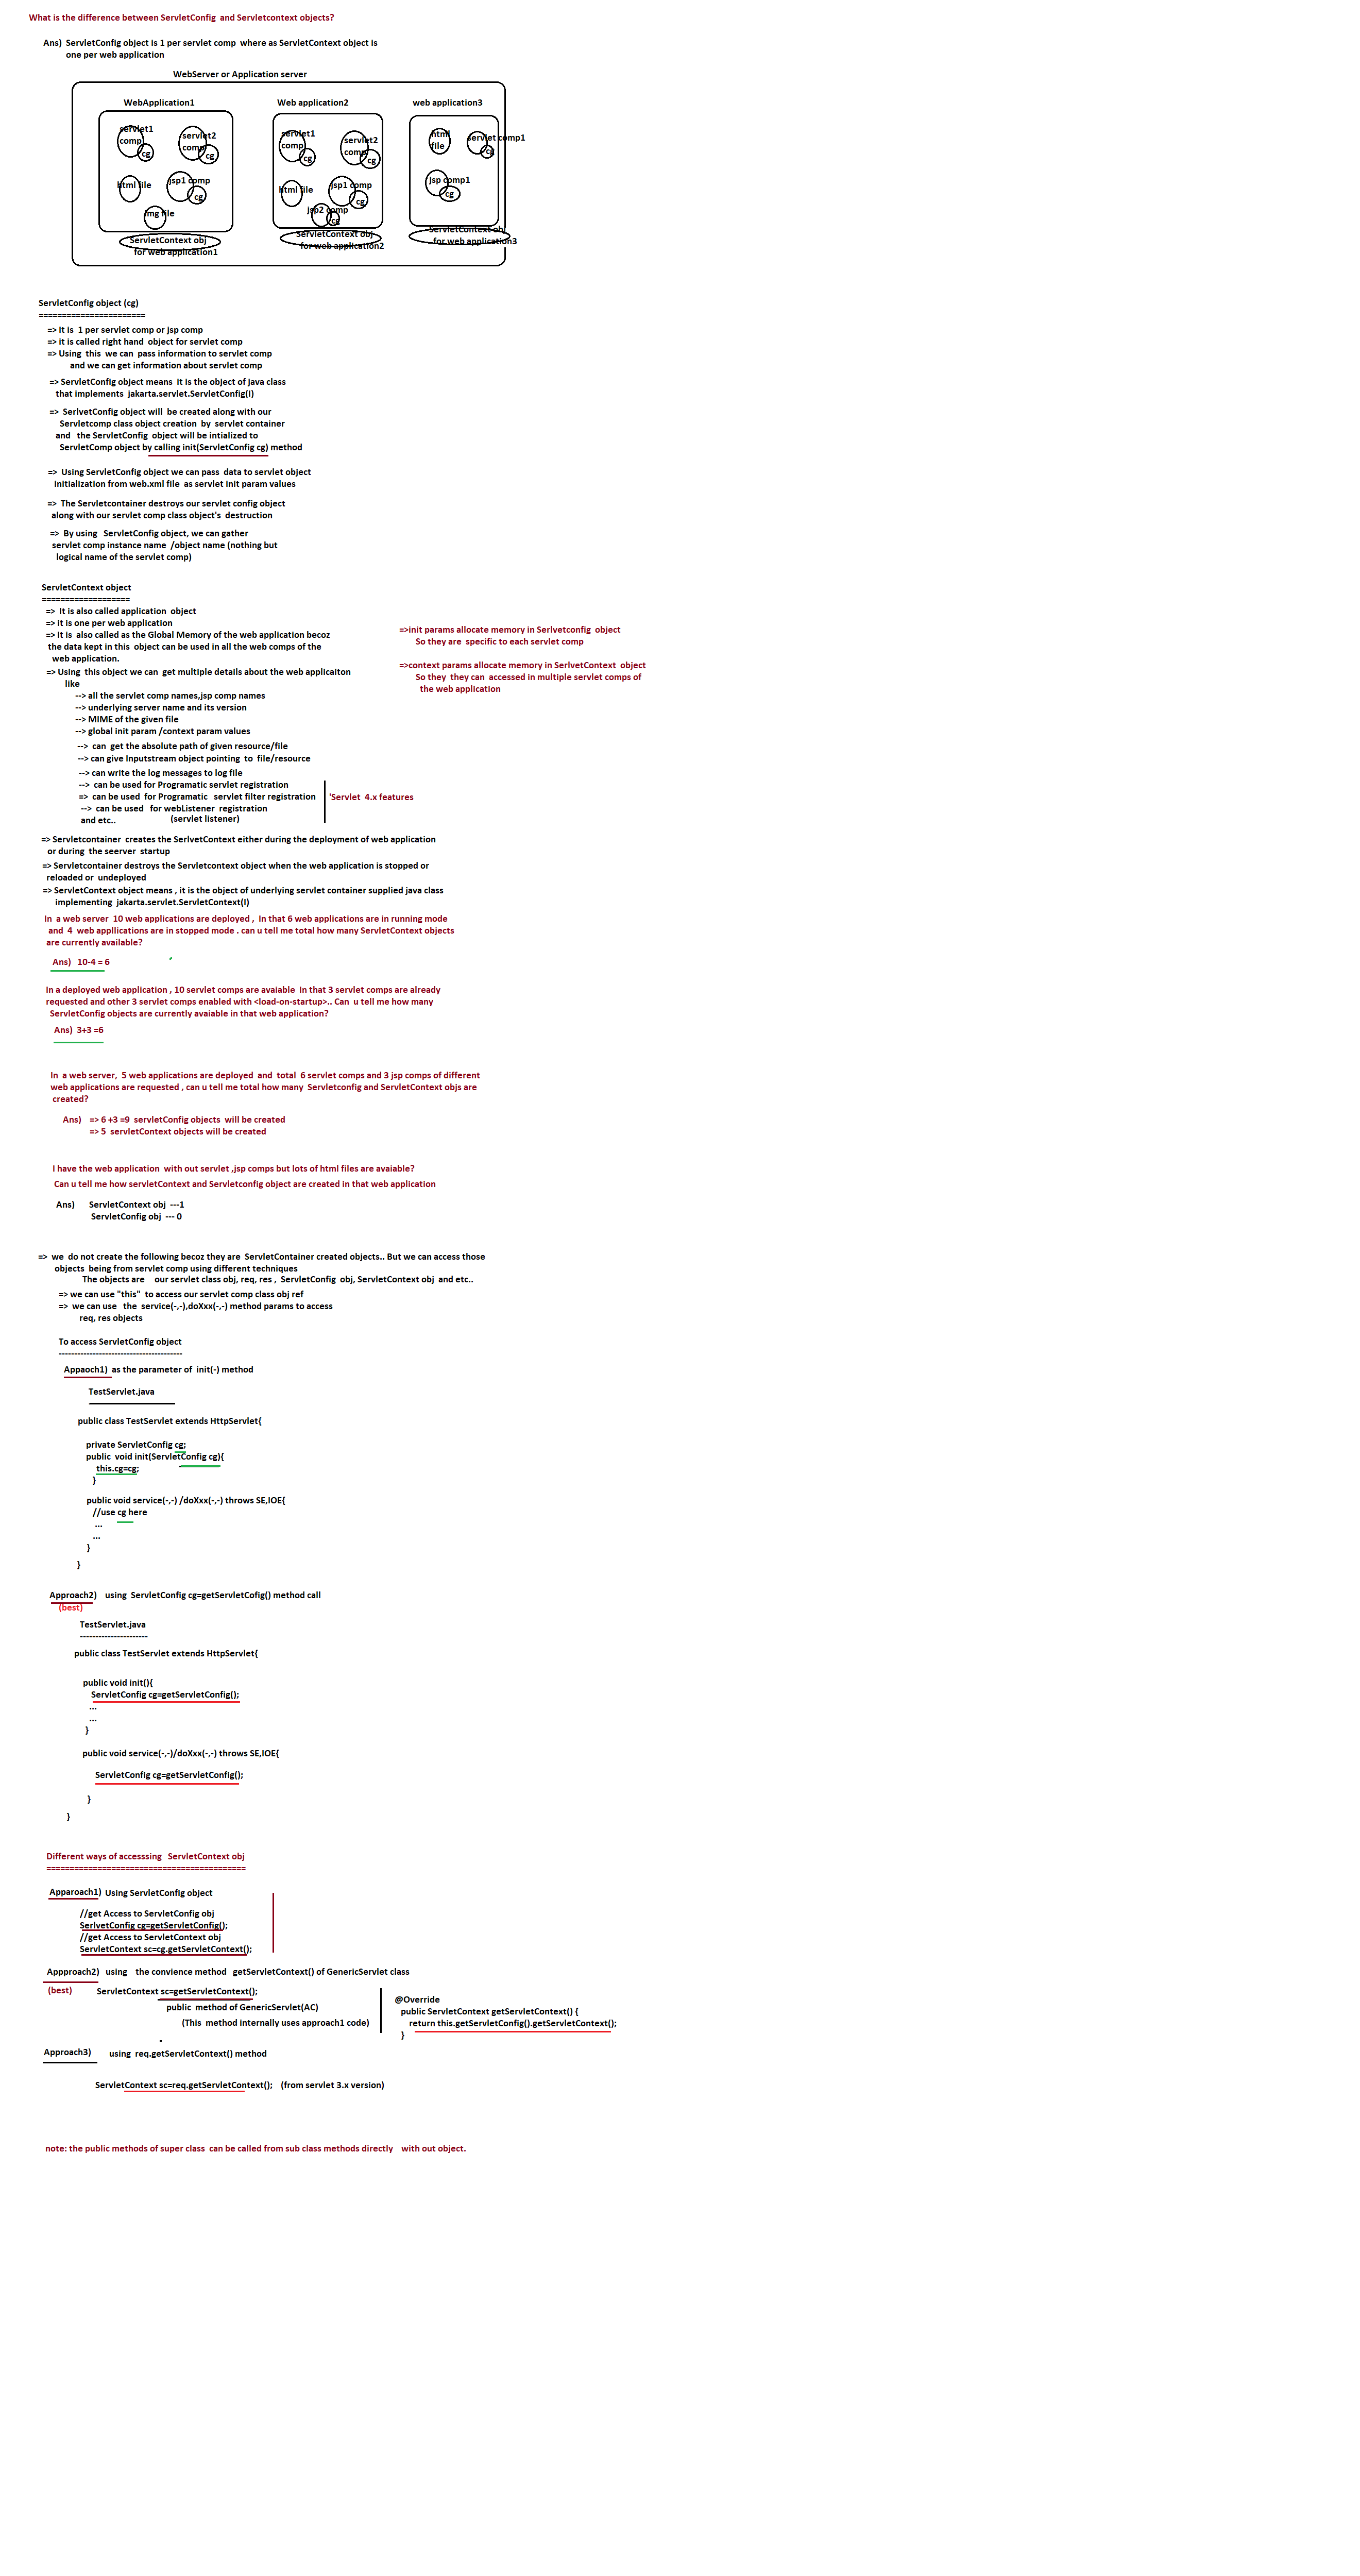 What is the difference between ServletConfig and Servletcontext objects?
Ans) ServletConfig object is 1 per servlet comp where as ServletContext object is
one per web application
WebServer or Application server
WebApplication1
Web application2
web application3
servlet1
comp
cg
servlet2
comp
cg
html file
jsp1 comp
cg
img file
ServletContext obj
for web application1
servlet1
comp
cg
servlet2
comp
cg
html file
jsp1 comp
cg
jsp2 comp
cg
ServletContext obj
for web application2
html
file
servlet comp1
cg
jsp comp1
cg
ServletContext obj
for web application3
ServletConfig object (cg)
=======================
=> It is 1 per servlet comp or jsp comp
=> it is called right hand object for servlet comp
=> Using this we can pass information to servlet comp
and we can get information about servlet comp
=> ServletConfig object means it is the object of java class
that implements jakarta.servlet.ServletConfig(I)
=> SerlvetConfig object will be created along with our
Servletcomp class object creation by servlet container
and the ServletConfig object will be intialized to
ServletComp object by calling init(ServletConfig cg) method
=> Using ServletConfig object we can pass data to servlet object
initialization from web.xml file as servlet init param values
=> The Servletcontainer destroys our servlet config object
along with our servlet comp class object's destruction
=> By using ServletConfig object, we can gather
servlet comp instance name /object name (nothing but
logical name of the servlet comp)
ServletContext object
===================
=> It is also called application object
=> it is one per web application
=> It is also called as the Global Memory of the web application becoz
the data kept in this object can be used in all the web comps of the
web application.
=>init params allocate memory in Serlvetconfig object
So they are specific to each servlet comp
=>context params allocate memory in SerlvetContext object
So they they can accessed in multiple servlet comps of
the web application
=> Using this object we can get multiple details about the web applicaiton
like
--> all the servlet comp names,jsp comp names
--> underlying server name and its version
--> MIME of the given file
--> global init param /context param values
--> can get the absolute path of given resource/file
--> can give Inputstream object pointing to file/resource
--> can write the log messages to log file
--> can be used for Programatic servlet registration
=> can be used for Programatic servlet filter registration
--> can be used for webListener registration
and etc.. (servlet listener)
'Servlet 4.x features
=> Servletcontainer creates the SerlvetContext either during the deployment of web application
or during the seerver startup
=> Servletcontainer destroys the Servletcontext object when the web application is stopped or
reloaded or undeployed
=> ServletContext object means , it is the object of underlying servlet container supplied java class
implementing jakarta.servlet.ServletContext(I)
In a web server 10 web applications are deployed , In that 6 web applications are in running mode
and 4 web appllications are in stopped mode . can u tell me total how many ServletContext objects
are currently available?
Ans) 10-4 = 6
In a deployed web application , 10 servlet comps are avaiable In that 3 servlet comps are already
requested and other 3 servlet comps enabled with <load-on-startup>.. Can u tell me how many
ServletConfig objects are currently avaiable in that web application?
Ans) 3+3 =6
In a web server, 5 web applications are deployed and total 6 servlet comps and 3 jsp comps of different
web applications are requested , can u tell me total how many Servletconfig and ServletContext objs are
created?
Ans) => 6 +3 =9 servletConfig objects will be created
=> 5 servletContext objects will be created
I have the web application with out servlet ,jsp comps but lots of html files are avaiable?
Can u tell me how servletContext and Servletconfig object are created in that web application
Ans) ServletContext obj ---1
ServletConfig obj --- 0
=> we do not create the following becoz they are ServletContainer created objects.. But we can access those
objects being from servlet comp using different techniques
The objects are our servlet class obj, req, res , ServletConfig obj, ServletContext obj and etc..
=> we can use "this" to access our servlet comp class obj ref
=> we can use the service(-,-),doXxx(-,-) method params to access
req, res objects
To access ServletConfig object
----------------------------------------
Appaoch1) as the parameter of init(-) method
TestServlet.java
public class TestServlet extends HttpServlet{
private ServletConfig cg;
public void init(ServletConfig cg){
this.cg=cg;
}
public void service(-,-) /doXxx(-,-) throws SE,IOE{
//use cg here
...
...
}
}
Approach2) using ServletConfig cg=getServletCofig() method call
(best)
TestServlet.java
----------------------
public class TestServlet extends HttpServlet{
public void init(){
ServletConfig cg=getServletConfig();
...
...
}
public void service(-,-)/doXxx(-,-) throws SE,IOE{
ServletConfig cg=getServletConfig();
}
}
Different ways of accesssing ServletContext obj
===========================================
Apparoach1) Using ServletConfig object
//get Access to ServletConfig obj
SerlvetConfig cg=getServletConfig();
//get Access to ServletContext obj
ServletContext sc=cg.getServletContext();
Appproach2) using the convience method getServletContext() of GenericServlet class
(best) ServletContext sc=getServletContext();
public method of GenericServlet(AC)
(This method internally uses approach1 code)
@Override
public ServletContext getServletContext() {
return this.getServletConfig().getServletContext();
}
Approach3) using req.getServletContext() method
ServletContext sc=req.getServletContext(); (from servlet 3.x version)
note: the public methods of super class can be called from sub class methods directly with out object.